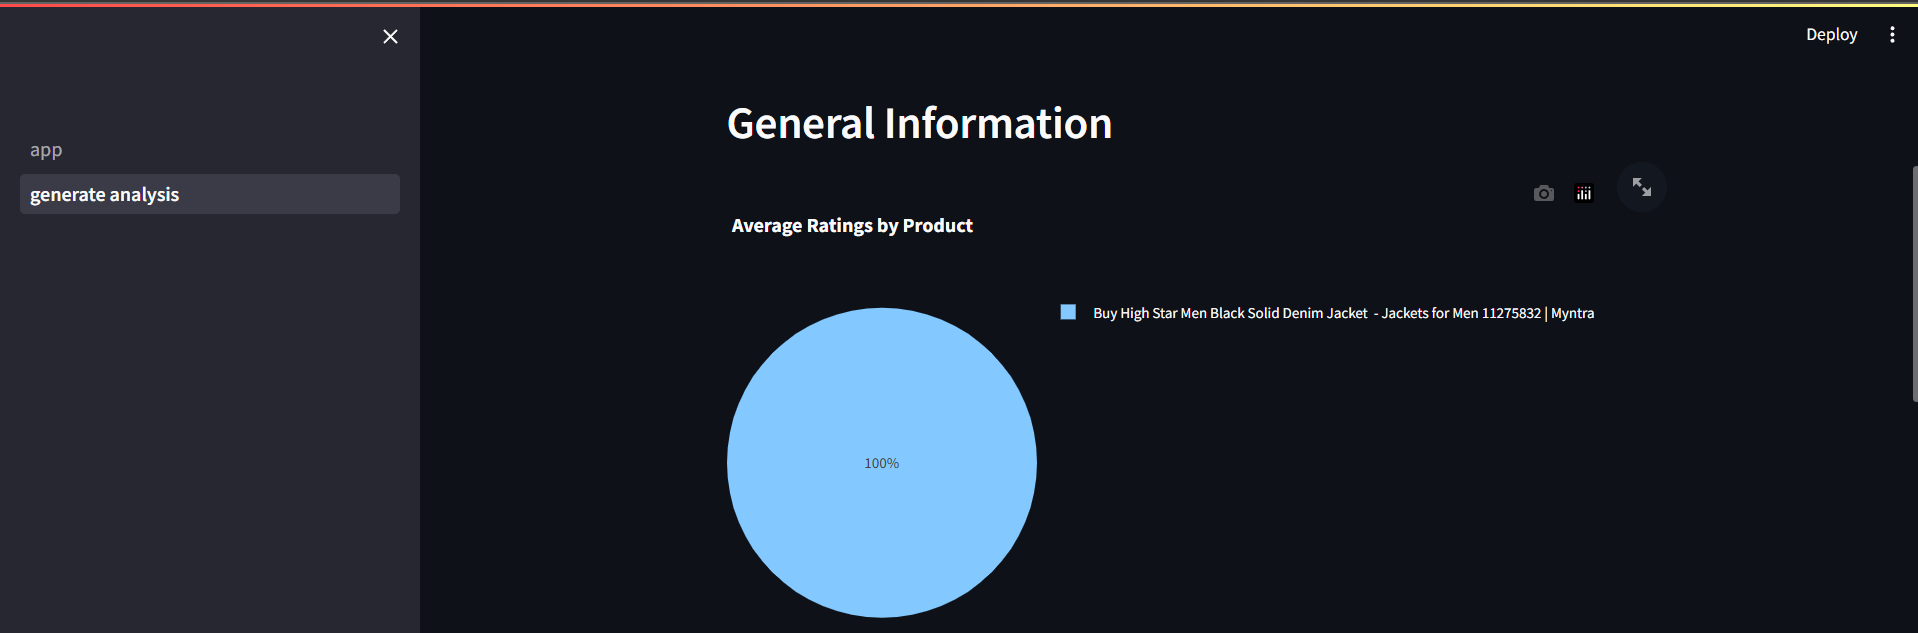 Deploy
app
generate analysis
General Information
Average Ratings by Product
Buy High Star Men Black Solid Denim Jacket - Jackets for Men 11275832 | Myntra
100%